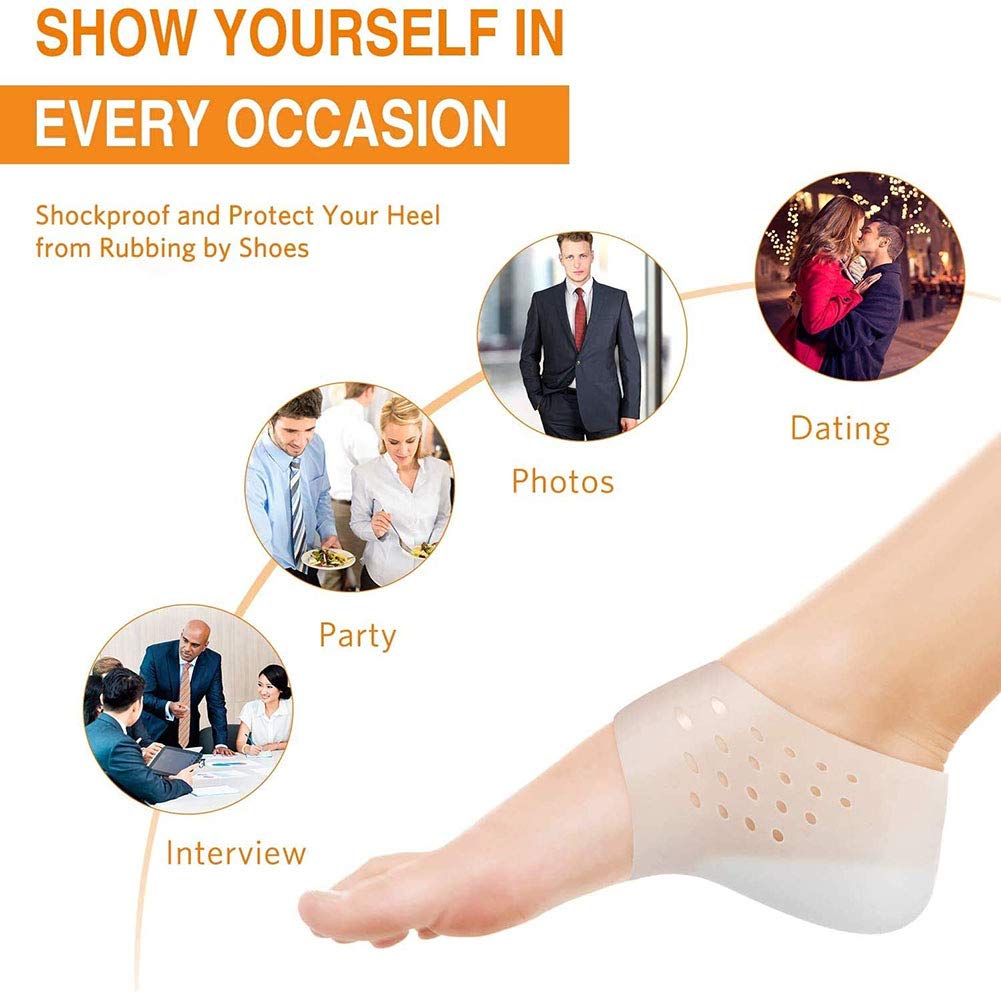 SHOW YOURSELF IN
EVERY OCCASION
Shockproof and Protect Your Heel
from Rubbing by Shoes
Dating
Photos
Party
Interview